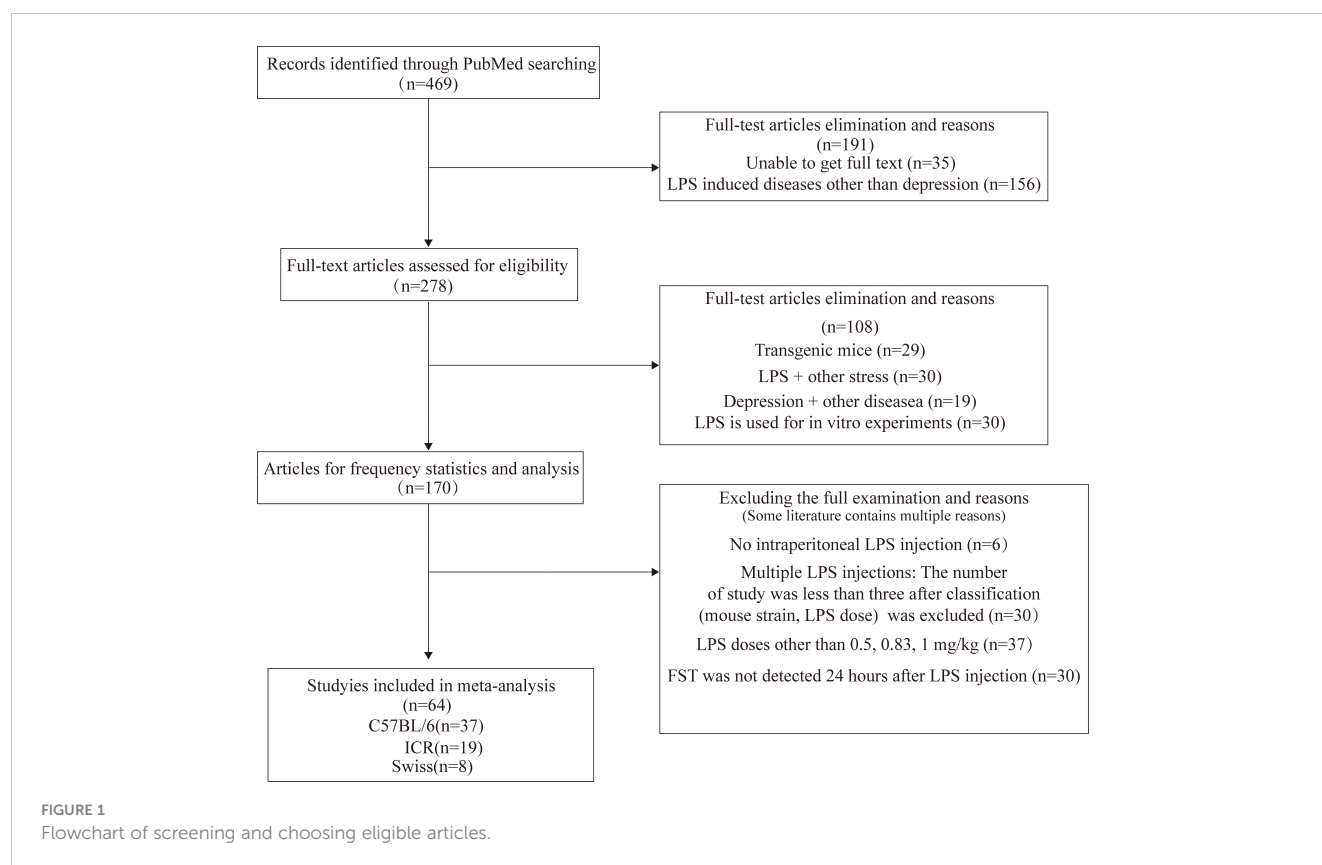 Records identified through PubMed searching
(n=469)
Full-test articles elimination and reasons
(n=191)
Unable to get full text (n=35)
LPS induced diseases other than depression (n=156)
Full-text articles assessed for eligibility
(n=278)
Full-test articles elimination and reasons
(n=108)
Transgenic mice (n=29)
LPS + other stress (n=30)
Depression + other diseasea (n=19)
LPS is used for in vitro experiments (n=30)
Articles for frequency statistics and analysis
(n=170)
Excluding the full examination and reasons
(Some literature contains multiple reasons)
No intraperitoneal LPS injection (n=6)
Multiple LPS injections: The number
of study was less than three after classification
(mouse strain, LPS dose) was excluded (n=30)
LPS doses other than 0.5, 0.83, 1 mg/kg (n=37)
FST was not detected 24 hours after LPS injection (n=30)
Studyies included in meta-analysis
(n=64)
C57BL/6(n=37)
ICR(n=19)
Swiss(n=8)
FIGURE 1
Flowchart of screening and choosing eligible articles.